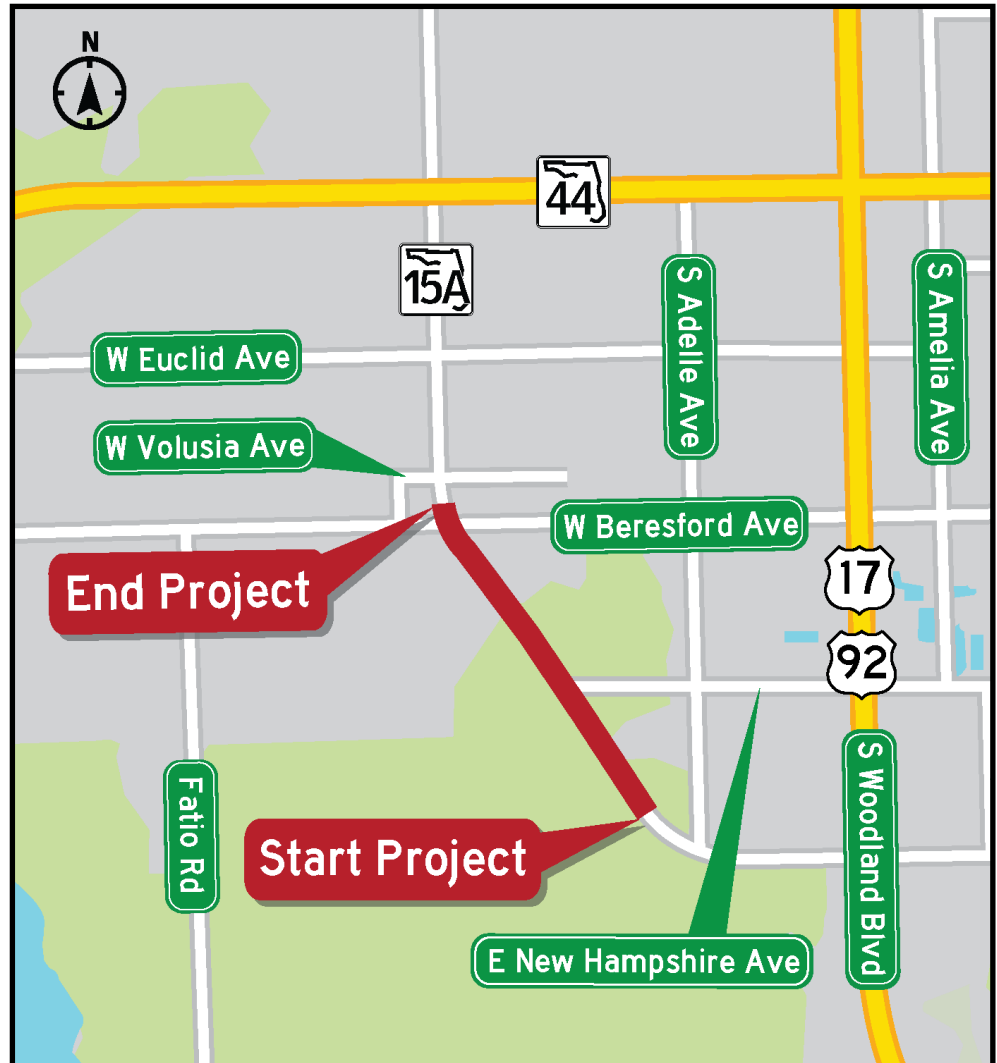 N
44
15A
S Adelle Ave
S Amelia Ave
W Euclid Ave
W Volusia Ave
W Beresford Ave
17
End Project
92
Fatio Rd
S Woodland Blvd
Start Project
E New Hampshire Ave